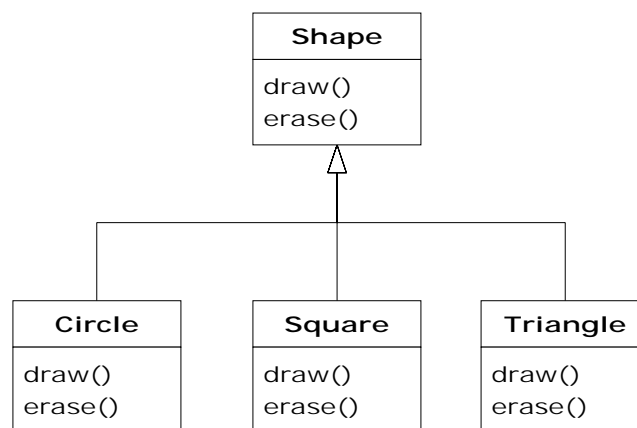 Shape
draw()
erase()
Circle
draw()
erase()
Square
draw()
erase()
Triangle
draw()
erase()